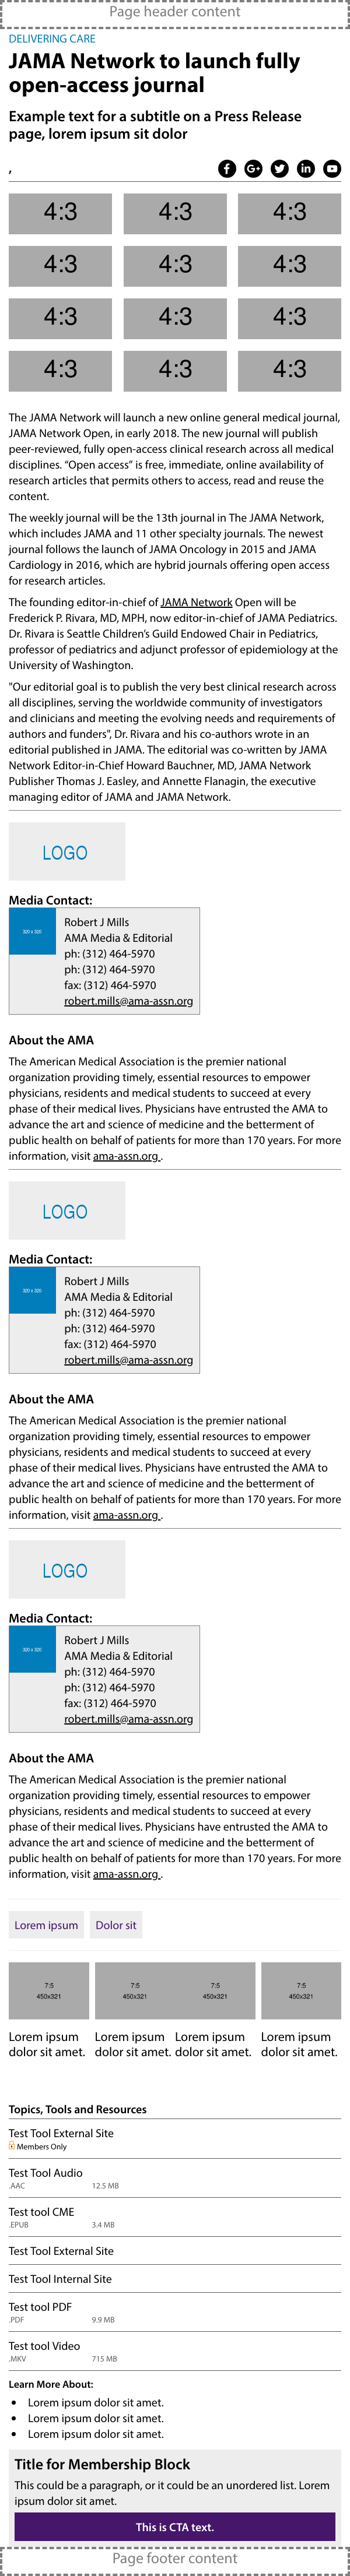 Page header content
DELIVERING CARE
JAMA Network to launch fully
open-access journal
Example text for a subtitle on a Press Release
page, lorem ipsum sit dolor
,
4:3 4:3 4:3
4:3 4:3 4:3
4:3 4:3 4:3
4:3 4:3 4:3
The JAMA Network will launch a new online general medical journal,
JAMA Network Open, in early 2018. The new journal will publish
peer-reviewed, fully open-access clinical research across all medical
disciplines. “Open access” is free, immediate, online availability of
research articles that permits others to access, read and reuse the
content.
The weekly journal will be the 13th journal in The JAMA Network,
which includes JAMA and 11 other specialty journals. The newest
journal follows the launch of JAMA Oncology in 2015 and JAMA
Cardiology in 2016, which are hybrid journals offering open access
for research articles.
The founding editor-in-chief of JAMA Network Open will be
Frederick P. Rivara, MD, MPH, now editor-in-chief of JAMA Pediatrics.
Dr. Rivara is Seattle Children’s Guild Endowed Chair in Pediatrics,
professor of pediatrics and adjunct professor of epidemiology at the
University of Washington.
"Our editorial goal is to publish the very best clinical research across
all disciplines, serving the worldwide community of investigators
and clinicians and meeting the evolving needs and requirements of
authors and funders", Dr. Rivara and his co-authors wrote in an
editorial published in JAMA. The editorial was co-written by JAMA
Network Editor-in-Chief Howard Bauchner, MD, JAMA Network
Publisher Thomas J. Easley, and Annette Flanagin, the executive
managing editor of JAMA and JAMA Network.
LOGO
Media Contact:
320 x 320
Robert J Mills
AMA Media & Editorial
ph: (312) 464-5970
ph: (312) 464-5970
fax: (312) 464-5970
robert.mills@ama-assn.org
About the AMA
The American Medical Association is the premier national
organization providing timely, essential resources to empower
physicians, residents and medical students to succeed at every
phase of their medical lives. Physicians have entrusted the AMA to
advance the art and science of medicine and the betterment of
public health on behalf of patients for more than 170 years. For more
information, visit ama-assn.org .
LOGO
Media Contact:
320 x 320
Robert J Mills
AMA Media & Editorial
ph: (312) 464-5970
ph: (312) 464-5970
fax: (312) 464-5970
robert.mills@ama-assn.org
About the AMA
The American Medical Association is the premier national
organization providing timely, essential resources to empower
physicians, residents and medical students to succeed at every
phase of their medical lives. Physicians have entrusted the AMA to
advance the art and science of medicine and the betterment of
public health on behalf of patients for more than 170 years. For more
information, visit ama-assn.org .
LOGO
Media Contact:
320 x 320
Robert J Mills
AMA Media & Editorial
ph: (312) 464-5970
ph: (312) 464-5970
fax: (312) 464-5970
robert.mills@ama-assn.org
About the AMA
The American Medical Association is the premier national
organization providing timely, essential resources to empower
physicians, residents and medical students to succeed at every
phase of their medical lives. Physicians have entrusted the AMA to
advance the art and science of medicine and the betterment of
public health on behalf of patients for more than 170 years. For more
information, visit ama-assn.org .
Lorem ipsum Dolor sit
7:5 7:5 7:5 7:5
450x321 450x321 450x321 450x321
Lorem ipsum Lorem ipsum Lorem ipsum Lorem ipsum
dolor sit amet. dolor sit amet. dolor sit amet. dolor sit amet.
Topics, Tools and Resources
Test Tool External Site
Members Only
Test Tool Audio
.AAC 12.5 MB
Test tool CME
.EPUB 3.4 MB
Test Tool External Site
Test Tool Internal Site
Test tool PDF
.PDF 9.9 MB
Test tool Video
.MKV 715 MB
Learn More About:
• Lorem ipsum dolor sit amet.
• Lorem ipsum dolor sit amet.
• Lorem ipsum dolor sit amet.
Title for Membership Block
This could be a paragraph, or it could be an unordered list. Lorem
ipsum dolor sit amet.
This is CTA text.
Page footer content